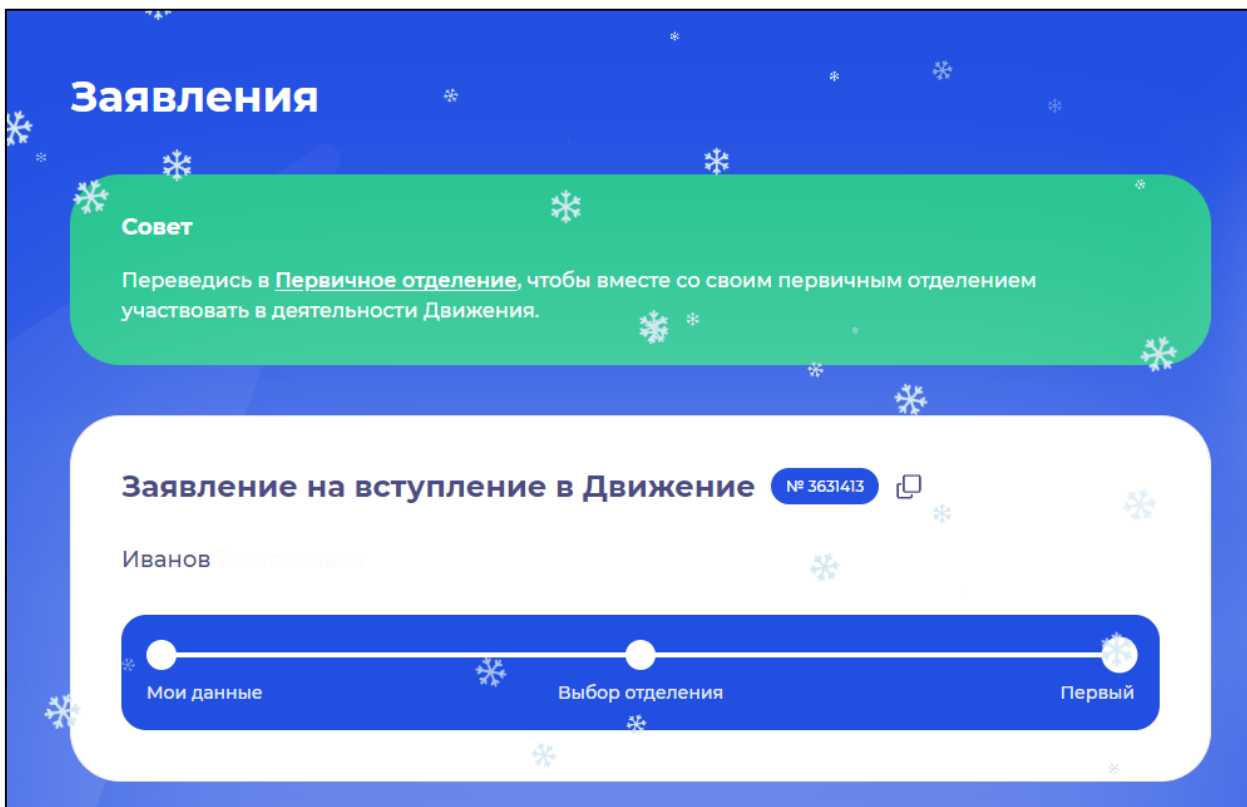 Заявления
Совет
Переведись в Первичное отделение, чтобы вместе со своим первичным отделением
участвовать в деятельности Движения.
Заявление на вступление в Движение № 3631413
Иванов
Мои данные Выбор отделения Первый